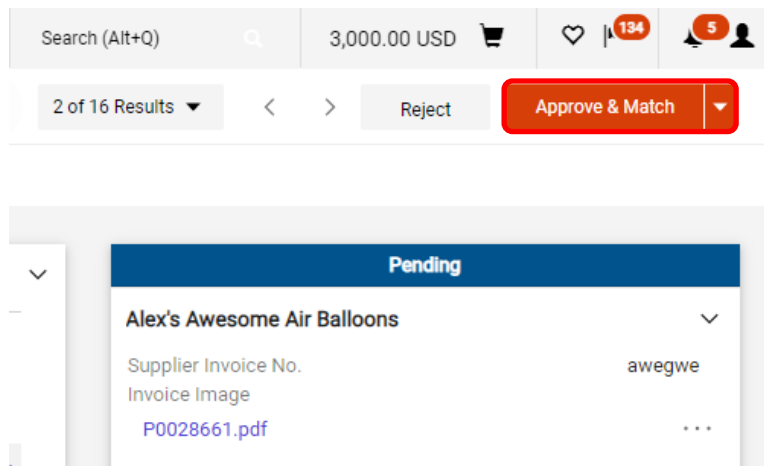 Search (Alt+Q) 3,000.00 USD 134 5
2 of 16 Results Reject Approve & Match
Pending
Alex's Awesome Air Balloons
Supplier Invoice No. awegwe
Invoice Image
P0028661.pdf ...